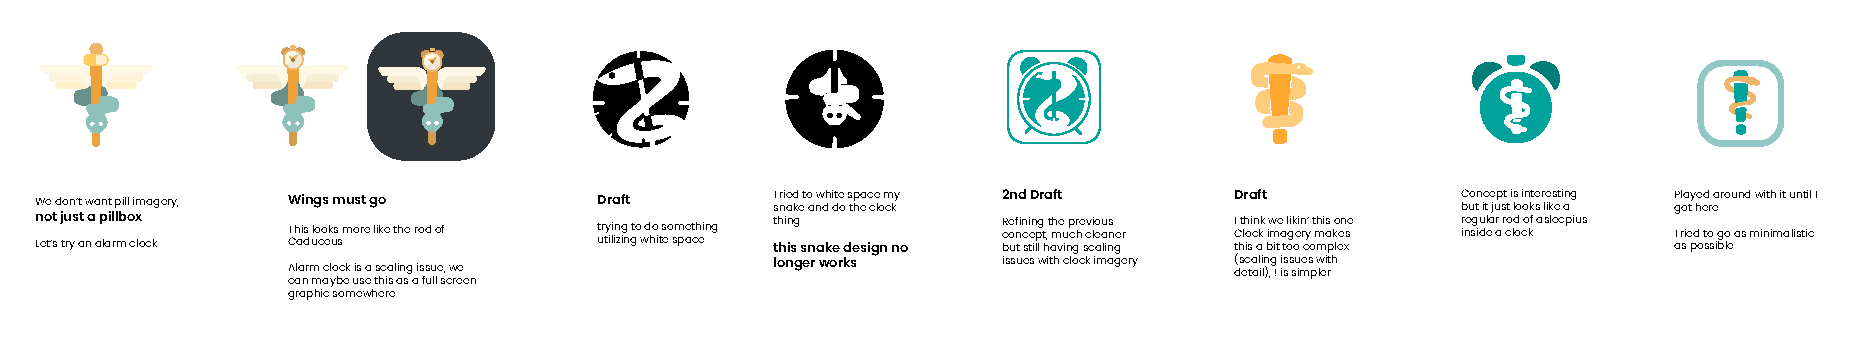 We don't want pill imagery,
not just a pillbox
Let's try an alarm clock
Wings must go
This looks more like the rod of
Caduceus
Alarm clock is a scaling issue, we
can maybe use this as a full screen
graphic somewhere
Draft
trying to do something
utilizing white space
Tried to white space my
snake and do the clock
thing
this snake design no
longer works
2nd Draft
Refining the previous
concept, much cleaner
but still having scaling
issues with clock imagery
Draft
I think we likin' this one
Clock imagery makes
this a bit too complex
(scaling issues with
detail), ! is simpler
Concept is interesting
but it just looks like a
regular rod of asclepius
inside a clock
Played around with it until I
got here
Tried to go as minimalistic
as possible